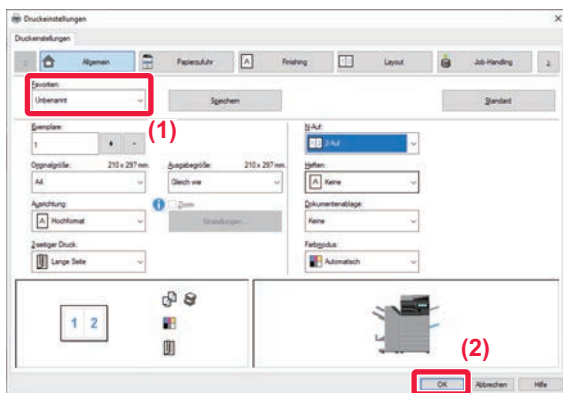 Druckeinstellungen
Druckeinstellungen
Allgemein Papierzufuhr Finishing Layout Job-Handling
Favoriten:
Unbenannt Speichern Standard
(1)
Exemplare: N-Auf:
1 + - 2-Auf
Originalgröße: 210 x 297 mm. Ausgabegröße: 210 x 297 mm. Heften:
A4 Gleich wie Keine
Ausrichtung: Zoom Dokumentenablage:
Hochformat Einstellungen... Keine
2-seitiger Druck: Farbmodus:
Lange Seite Automatisch
1 2
(2)
OK Abbrechen Hilfe